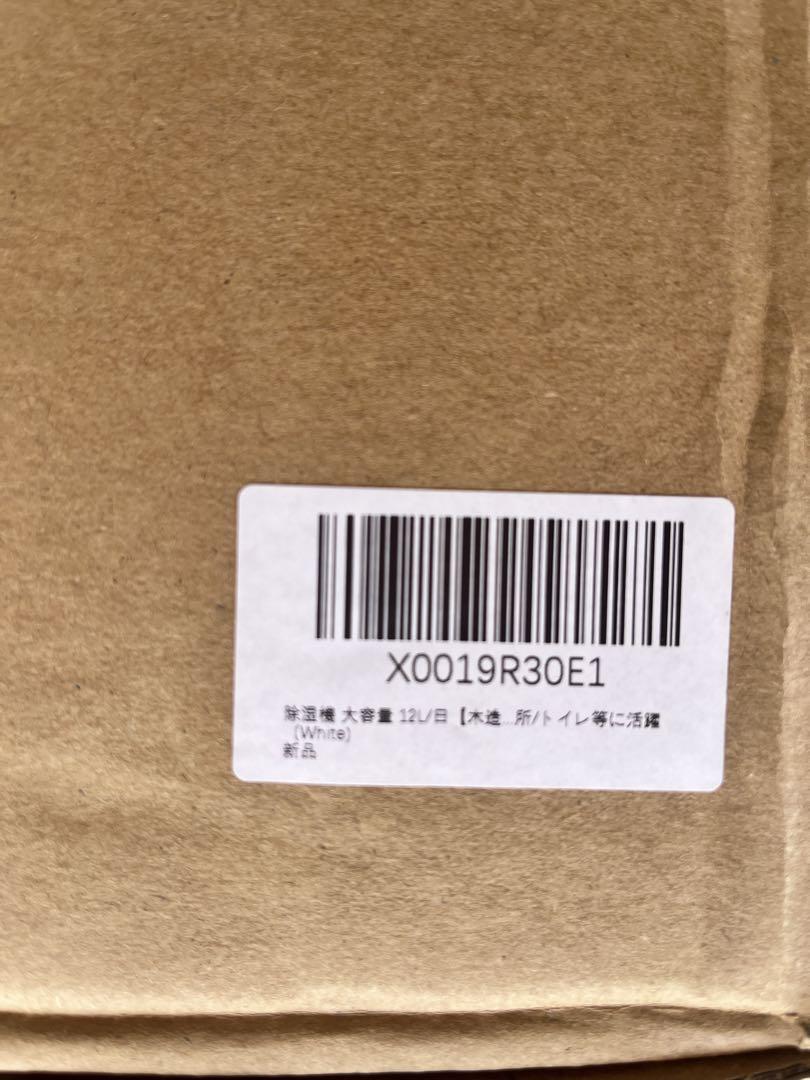 X0019R30E1
除湿機 大容量 12L/日【木造...所/トイレ等に活躍
(White)
新品